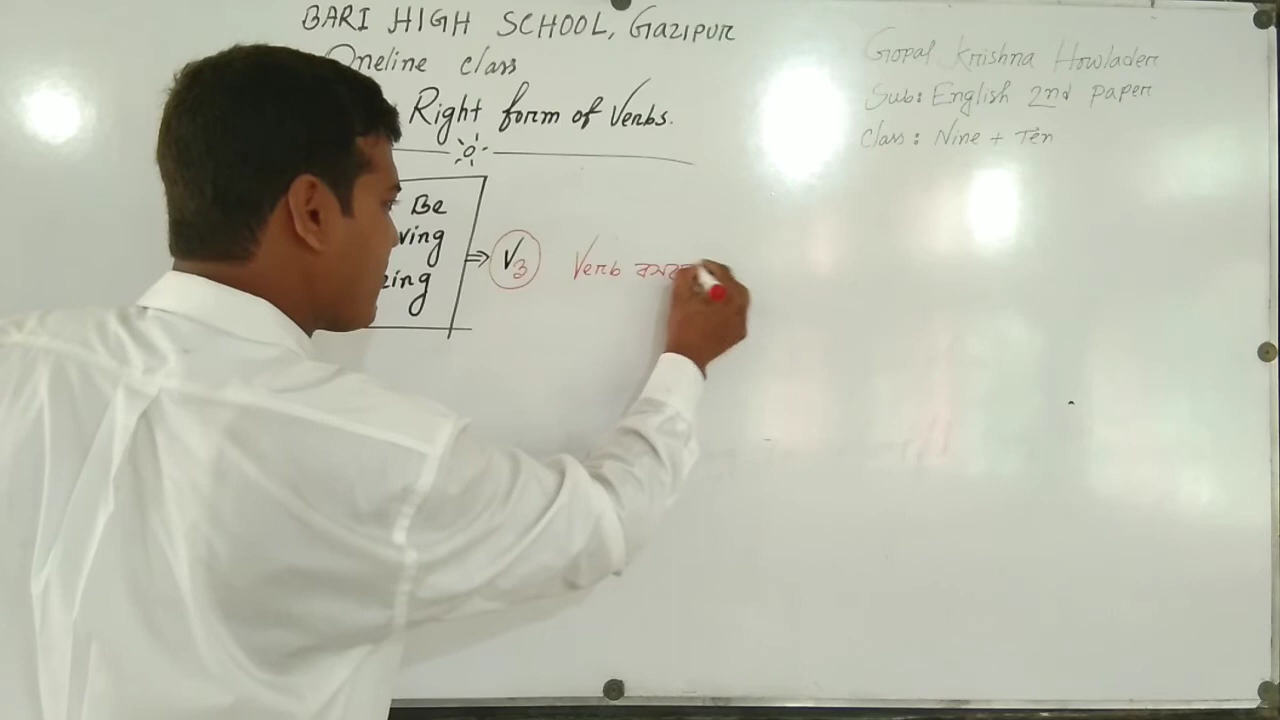 BARI HIGH SCHOOL, Gazipur
Oneline class
Right form of Verbs.
Be
ving
ing
V3
Verb
Gopal Krishna Howlader
Sub: English 2nd paper
Class: Nine + Ten